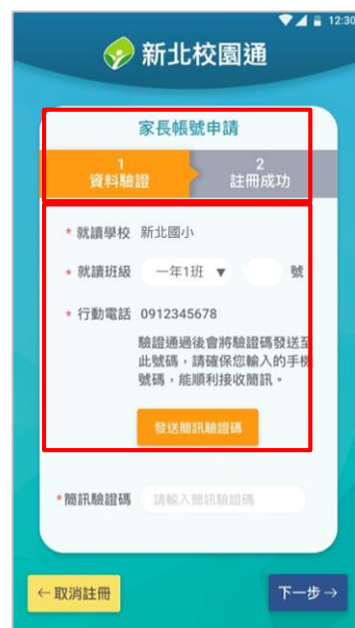 12:30
新北校園通
家長帳號申請
1 2
資料驗證 註冊成功
* 就讀學校 新北國小
* 就讀班級 一年1班 ▼ 號
* 行動電話 0912345678
驗證通過後會將驗證碼發送至
此號碼，請確保您輸入的手機
號碼，能順利接收簡訊。
發送簡訊驗證碼
*簡訊驗證碼 請輸入簡訊驗證碼
←取消註冊 下一步→